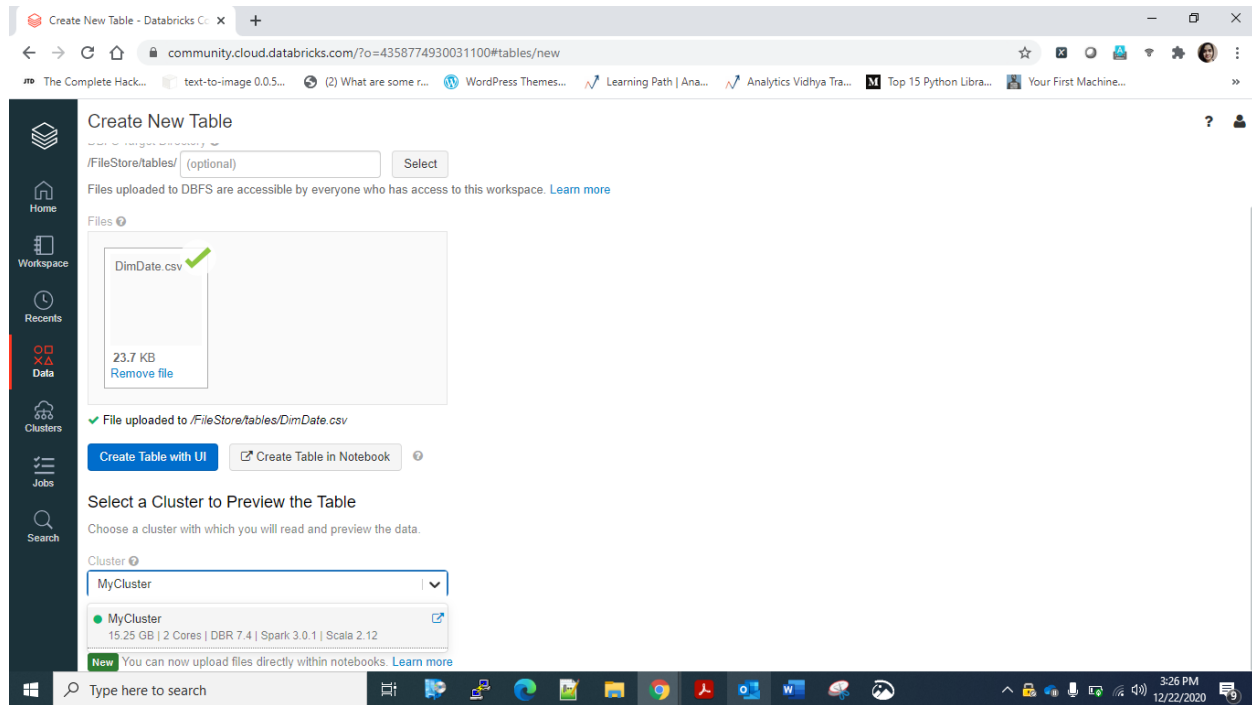 Create New Table - Databricks Co
community.cloud.databricks.com/?o=4358774930031100#tables/new
JTD The Complete Hack...
text-to-image 0.0.5...
(2) What are some r...
WordPress Themes...
Learning Path | Ana...
Analytics Vidhya Tra...
M Top 15 Python Libra...
Your First Machine...
»
Create New Table
?
DBFS Target Directory
/FileStore/tables/ (optional) Select
Files uploaded to DBFS are accessible by everyone who has access to this workspace. Learn more
Home
Files
Workspace
DimDate.csv
Recents
23.7 KB
Remove file
Data
File uploaded to /FileStore/tables/DimDate.csv
Clusters
Create Table with UI
Create Table in Notebook
Jobs
Select a Cluster to Preview the Table
Choose a cluster with which you will read and preview the data.
Search
Cluster
MyCluster
MyCluster
15.25 GB | 2 Cores | DBR 7.4 | Spark 3.0.1 | Scala 2.12
New You can now upload files directly within notebooks. Learn more
Type here to search
3:26 PM
12/22/2020